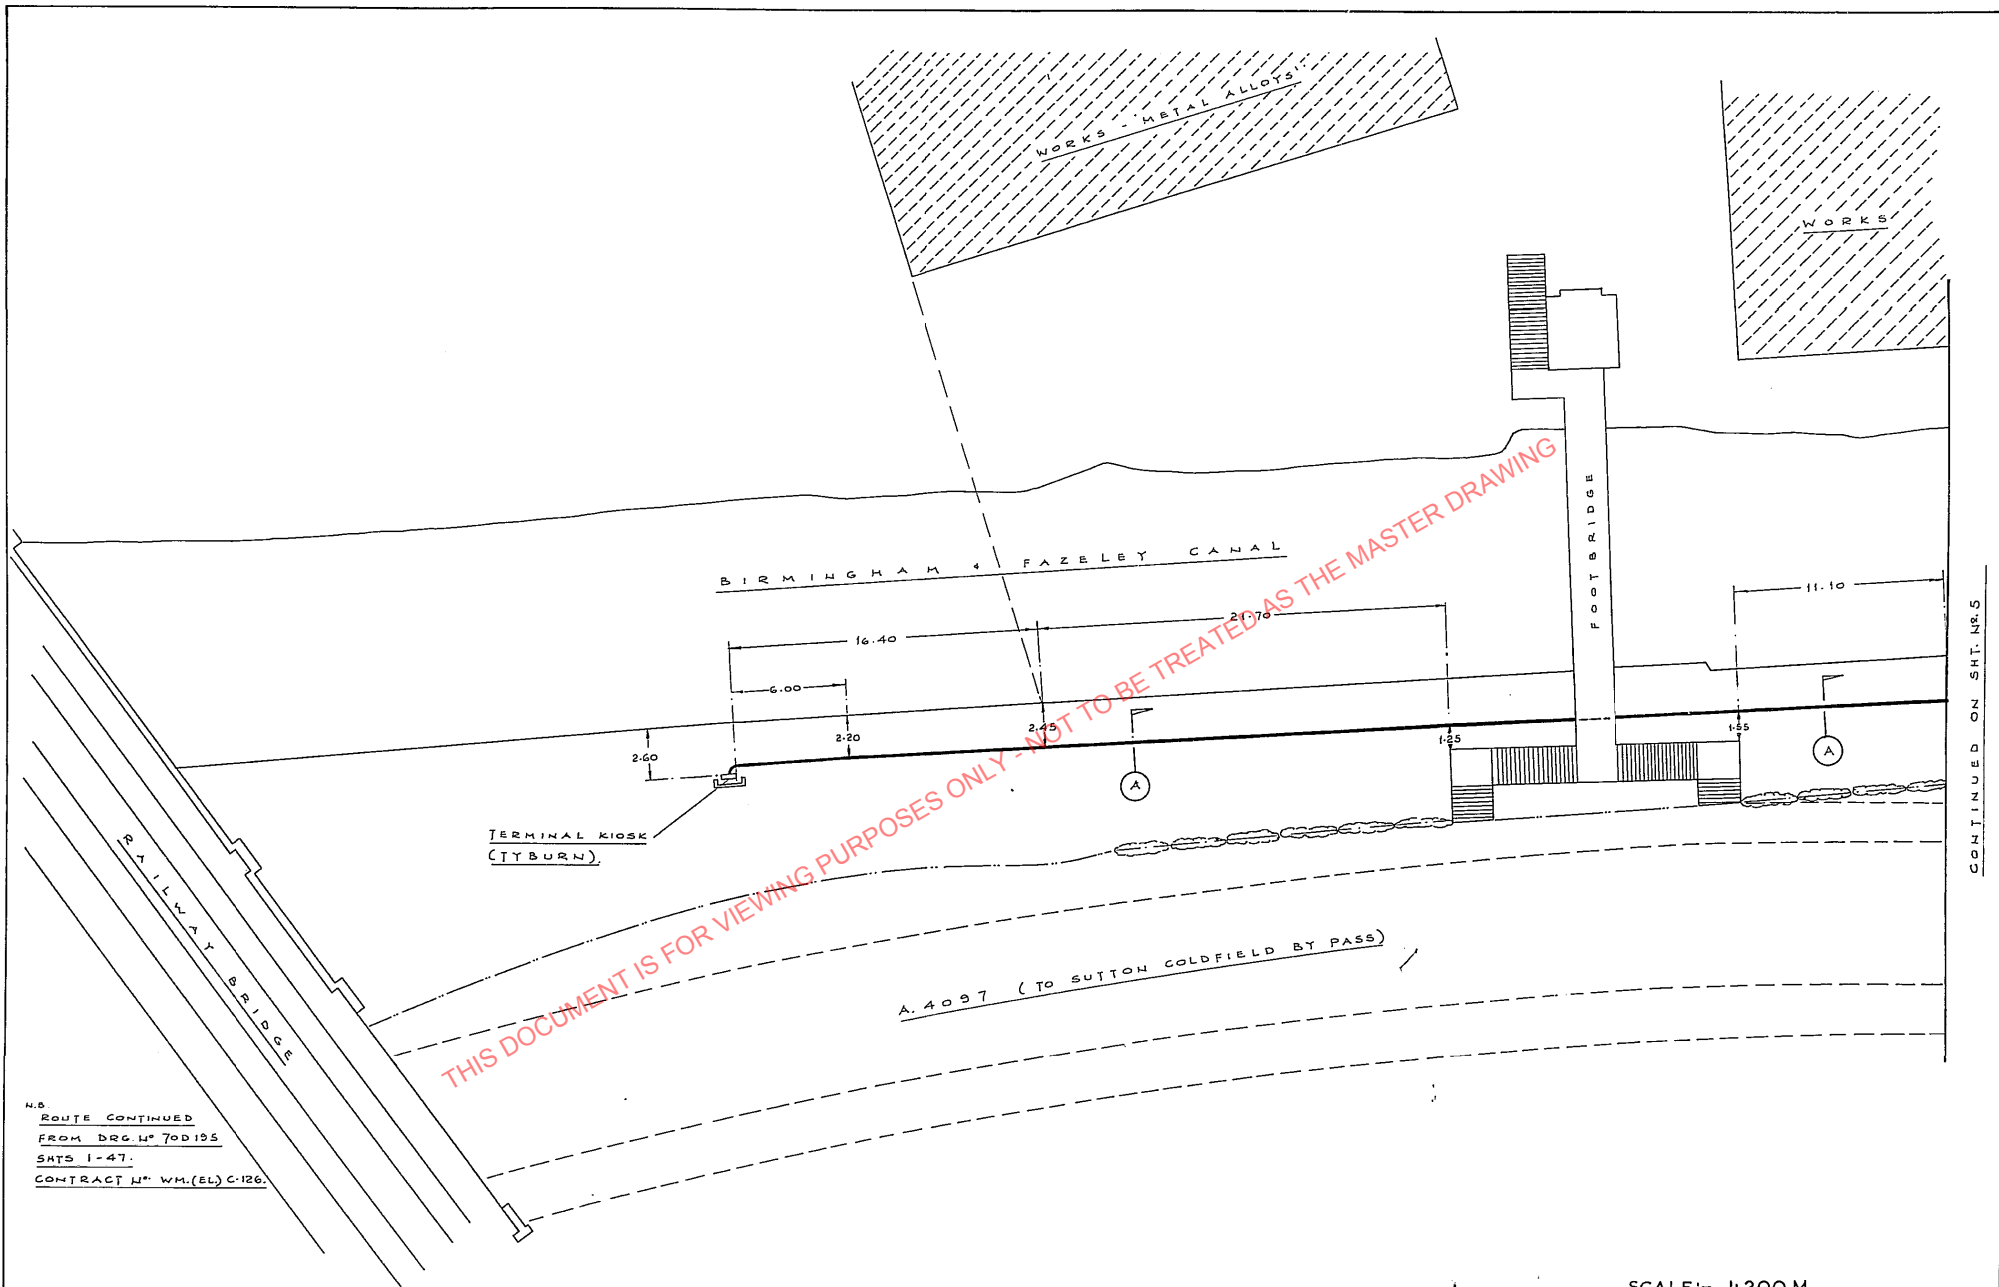 WORKS - "METAL ALLOYS"
WORKS
FOOTBRIDGE
BIRMINGHAM & FAZELEY CANAL
11.10
21.70
16.40
6.00
2.60
2.20
2.45
1.25
1.55
A
A
TERMINAL KIOSK
(TYBURN).
RAILWAY BRIDGE
A.4097 (TO SUTTON COLDFIELD BY PASS)
CONTINUED ON SHT. Nº.5
THIS DOCUMENT IS FOR VIEWING PURPOSES ONLY - NOT TO BE TREATED AS THE MASTER DRAWING
N.B.
ROUTE CONTINUED
FROM DRG. Nº 70D195
SHTS 1-47.
CONTRACT Nº. WM.(EL) C.126.
SCALE:- 1:200 M